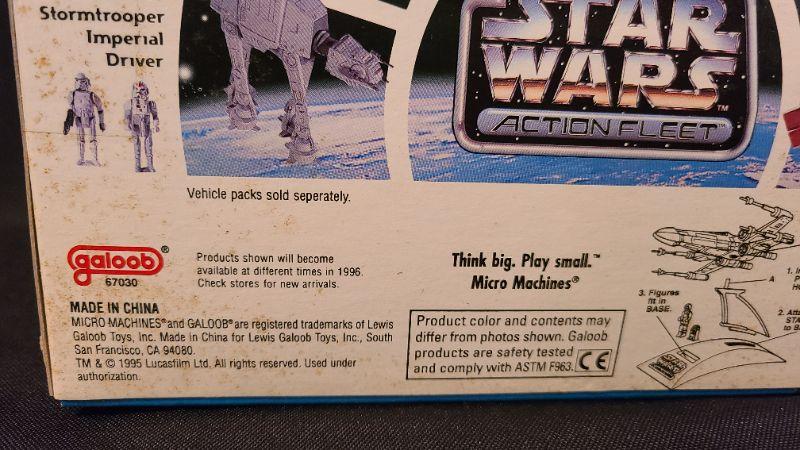 Stormtrooper
Imperial
Driver
STAR
WARS™
ACTION FLEET™
Vehicle packs sold seperately.
galoob®
67030
Products shown will become
available at different times in 1996.
Check stores for new arrivals.
Think big. Play small.™
Micro Machines®
MADE IN CHINA
MICRO MACHINES® and GALOOB® are registered trademarks of Lewis
Galoob Toys, Inc. Made in China for Lewis Galoob Toys, Inc., South
San Francisco, CA 94080.
TM & © 1995 Lucasfilm Ltd. All rights reserved. Used under
authorization.
Product color and contents may
differ from photos shown. Galoob
products are safety tested
and comply with ASTM F963. CE
A
1.
3. Figures
fit in
BASE.
2.
STAR
WARS